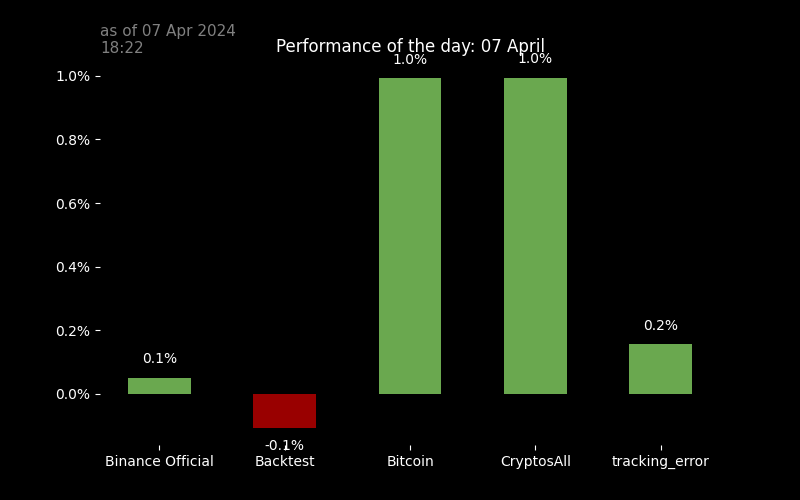 as of 07 Apr 2024
18:22
Performance of the day: 07 April
1.0%
1.0%
1.0%
0.8%
0.6%
0.4%
0.2%
0.2%
0.1%
0.0%
-0.1%
Binance Official
Backtest
Bitcoin
CryptosAll
tracking_error